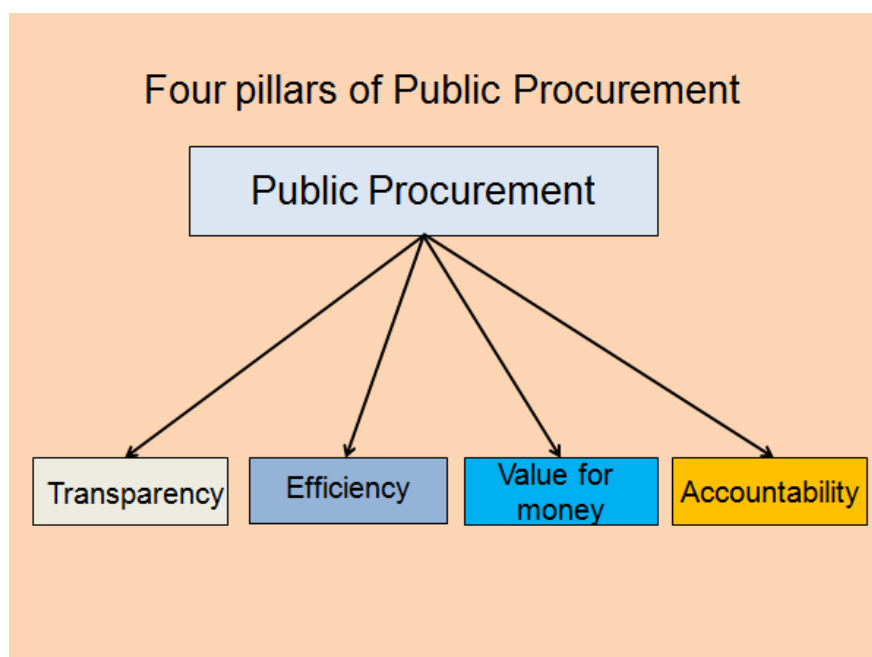 Four pillars of Public Procurement
Public Procurement
Transparency
Efficiency
Value for
money
Accountability